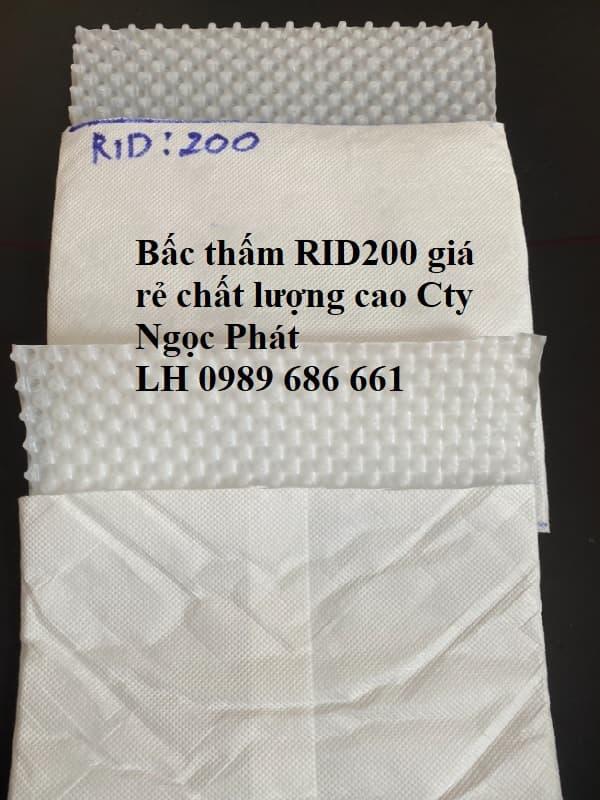 RID:200
Bấc thấm RID200 giá
rẻ chất lượng cao Cty
Ngọc Phát
LH 0989 686 661